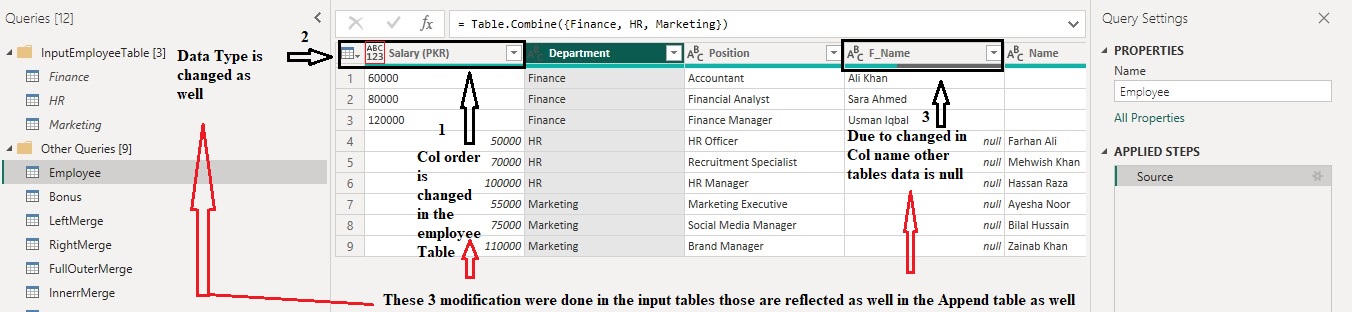 Queries [12]
InputEmployeeTable [3]
Finance
HR
Marketing
Other Queries [9]
Employee
Bonus
LeftMerge
RightMerge
FullOuterMerge
InnerrMerge
Data Type is
changed as
well
2
fx
= Table.Combine({Finance, HR, Marketing})
ABC 123 Salary (PKR) ABC Department ABC Position ABC F_Name ABC Name
1 60000 Finance Accountant Ali Khan
2 80000 Finance Financial Analyst Sara Ahmed
3 120000 Finance Finance Manager Usman Iqbal
4 50000 HR HR Officer null Farhan Ali
5 70000 HR Recruitment Specialist null Mehwish Khan
6 100000 HR HR Manager null Hassan Raza
7 55000 Marketing Marketing Executive null Ayesha Noor
8 75000 Marketing Social Media Manager null Bilal Hussain
9 110000 Marketing Brand Manager null Zainab Khan
1
Col order
is
changed
in the
employee
Table
3
Due to changed in
Col name other
tables data is null
These 3 modification were done in the input tables those are reflected as well in the Append table as well
Query Settings
PROPERTIES
Name
Employee
All Properties
APPLIED STEPS
Source